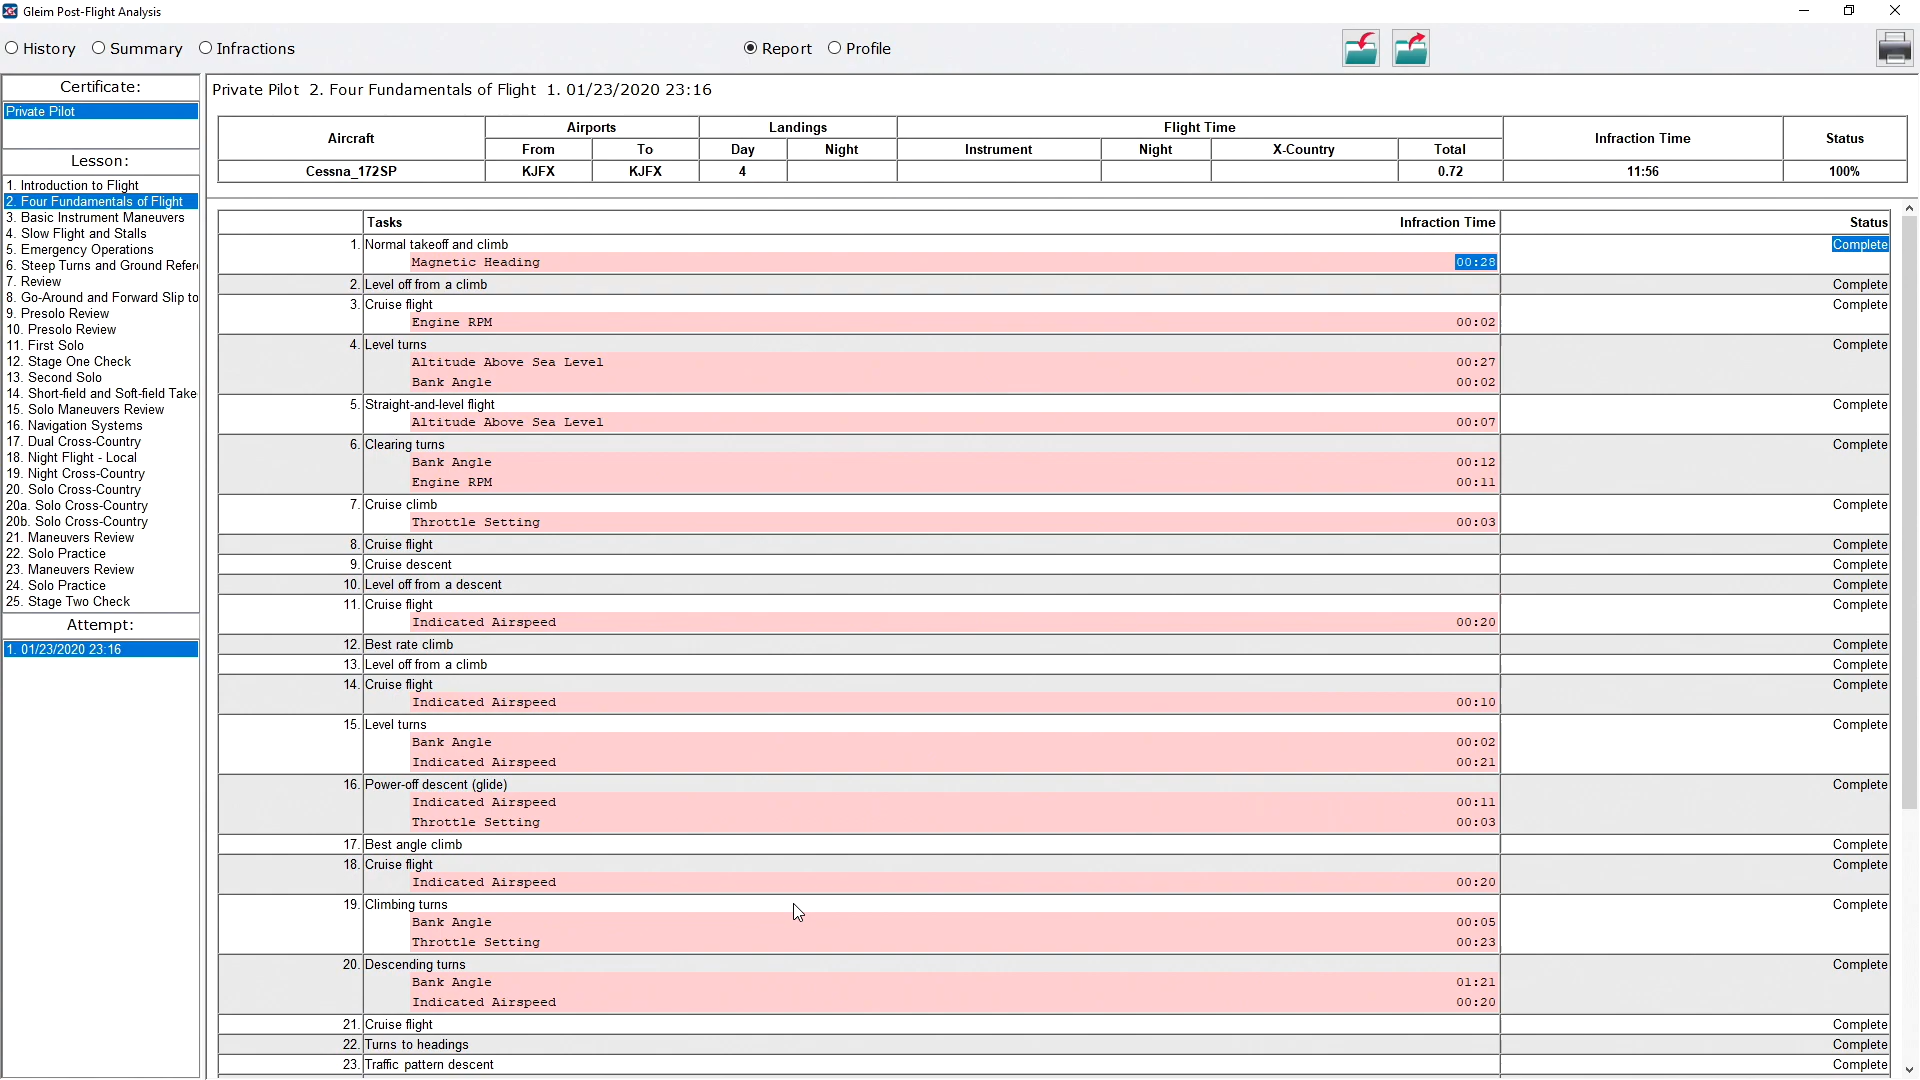 Gleim Post-Flight Analysis
History Summary Infractions Report Profile
Certificate:
Private Pilot
Lesson:
1. Introduction to Flight
2. Four Fundamentals of Flight
3. Basic Instrument Maneuvers
4. Slow Flight and Stalls
5. Emergency Operations
6. Steep Turns and Ground Refere
7. Review
8. Go-Around and Forward Slip to
9. Presolo Review
10. Presolo Review
11. First Solo
12. Stage One Check
13. Second Solo
14. Short-field and Soft-field Take
15. Solo Maneuvers Review
16. Navigation Systems
17. Dual Cross-Country
18. Night Flight - Local
19. Night Cross-Country
20. Solo Cross-Country
20a. Solo Cross-Country
20b. Solo Cross-Country
21. Maneuvers Review
22. Solo Practice
23. Maneuvers Review
24. Solo Practice
25. Stage Two Check
Attempt:
1. 01/23/2020 23:16
Private Pilot 2. Four Fundamentals of Flight 1. 01/23/2020 23:16
Aircraft Airports Landings Flight Time Infraction Time Status
From To Day Night Instrument Night X-Country Total
Cessna_172SP KJFX KJFX 4 0.72 11:56 100%
Tasks Infraction Time Status
1. Normal takeoff and climb Complete
Magnetic Heading 00:28
2. Level off from a climb Complete
3. Cruise flight Complete
Engine RPM 00:02
4. Level turns Complete
Altitude Above Sea Level 00:27
Bank Angle 00:02
5. Straight-and-level flight Complete
Altitude Above Sea Level 00:07
6. Clearing turns Complete
Bank Angle 00:12
Engine RPM 00:11
7. Cruise climb Complete
Throttle Setting 00:03
8. Cruise flight Complete
9. Cruise descent Complete
10. Level off from a descent Complete
11. Cruise flight Complete
Indicated Airspeed 00:20
12. Best rate climb Complete
13. Level off from a climb Complete
14. Cruise flight Complete
Indicated Airspeed 00:10
15. Level turns Complete
Bank Angle 00:02
Indicated Airspeed 00:21
16. Power-off descent (glide) Complete
Indicated Airspeed 00:11
Throttle Setting 00:03
17. Best angle climb Complete
18. Cruise flight Complete
Indicated Airspeed 00:20
19. Climbing turns Complete
Bank Angle 00:05
Throttle Setting 00:23
20. Descending turns Complete
Bank Angle 01:21
Indicated Airspeed 00:20
21. Cruise flight Complete
22. Turns to headings Complete
23. Traffic pattern descent Complete